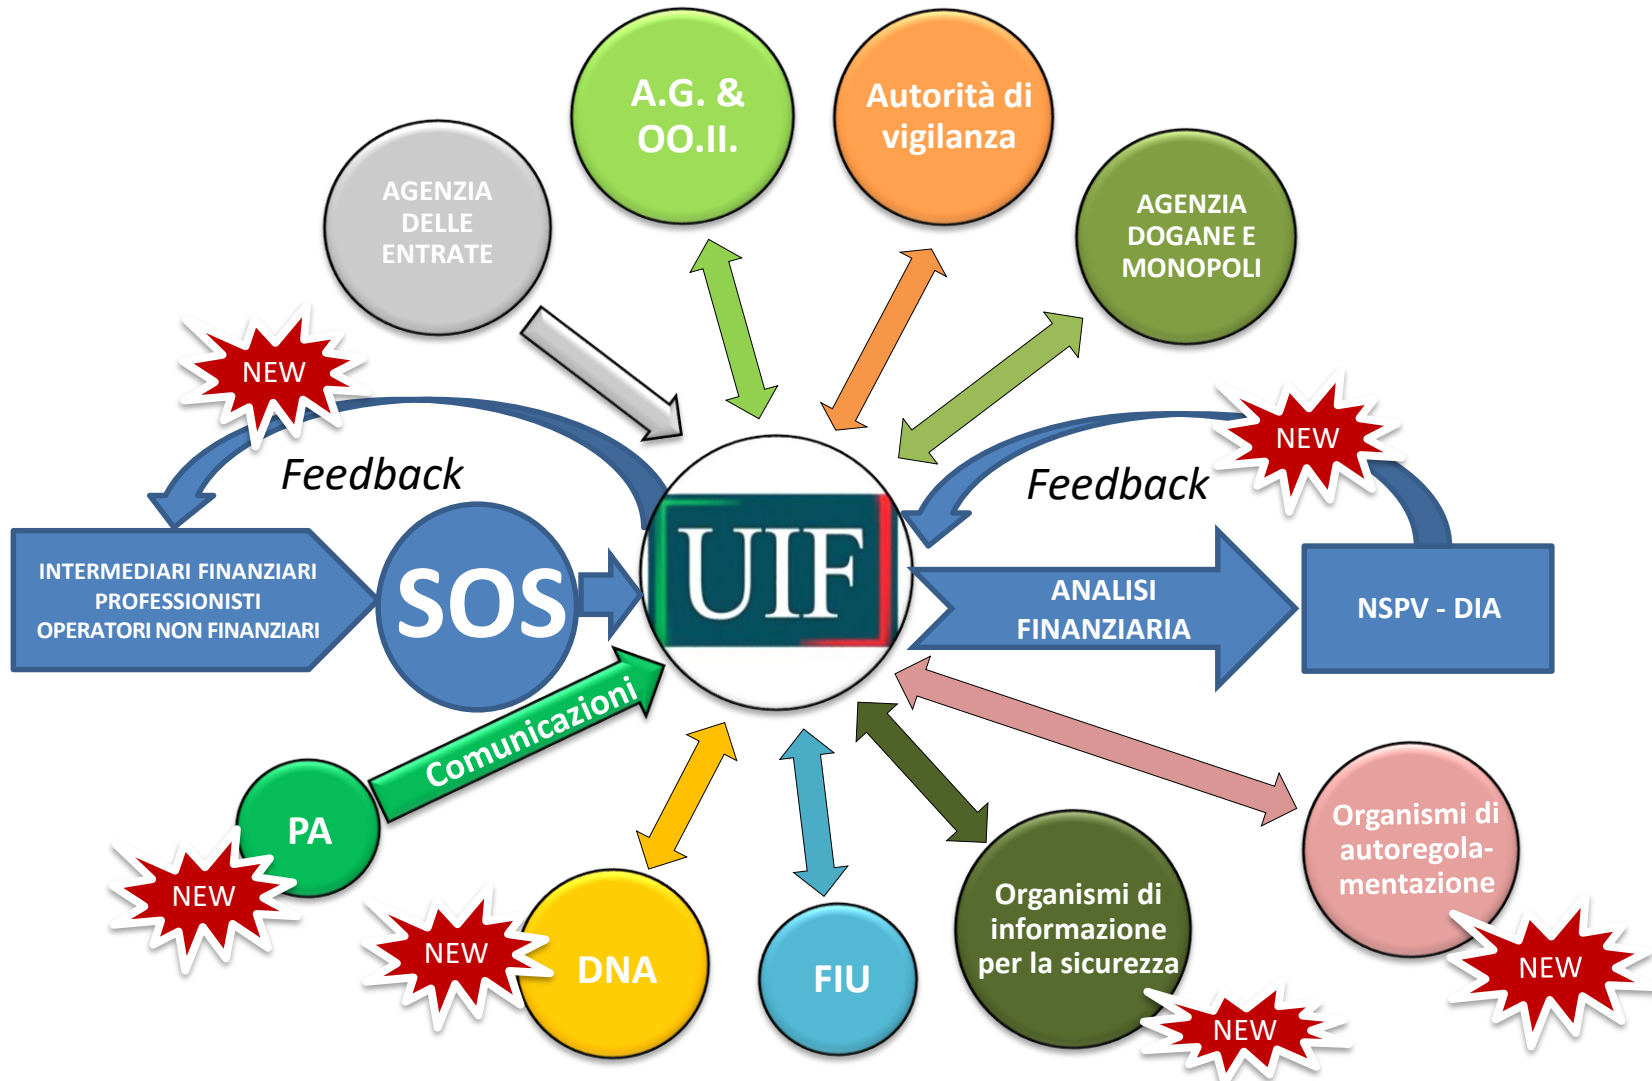 A.G. &
OO.II.
Autorità di
vigilanza
AGENZIA
DELLE
ENTRATE
AGENZIA
DOGANE E
MONOPOLI
NEW
NEW
Feedback
Feedback
INTERMEDIARI FINANZIARI
PROFESSIONISTI
OPERATORI NON FINANZIARI
SOS
UIF
ANALISI
FINANZIARIA
NSPV - DIA
Comunicazioni
PA
NEW
DNA
NEW
FIU
Organismi di
informazione
per la sicurezza
NEW
Organismi di
autoregola-
mentazione
NEW